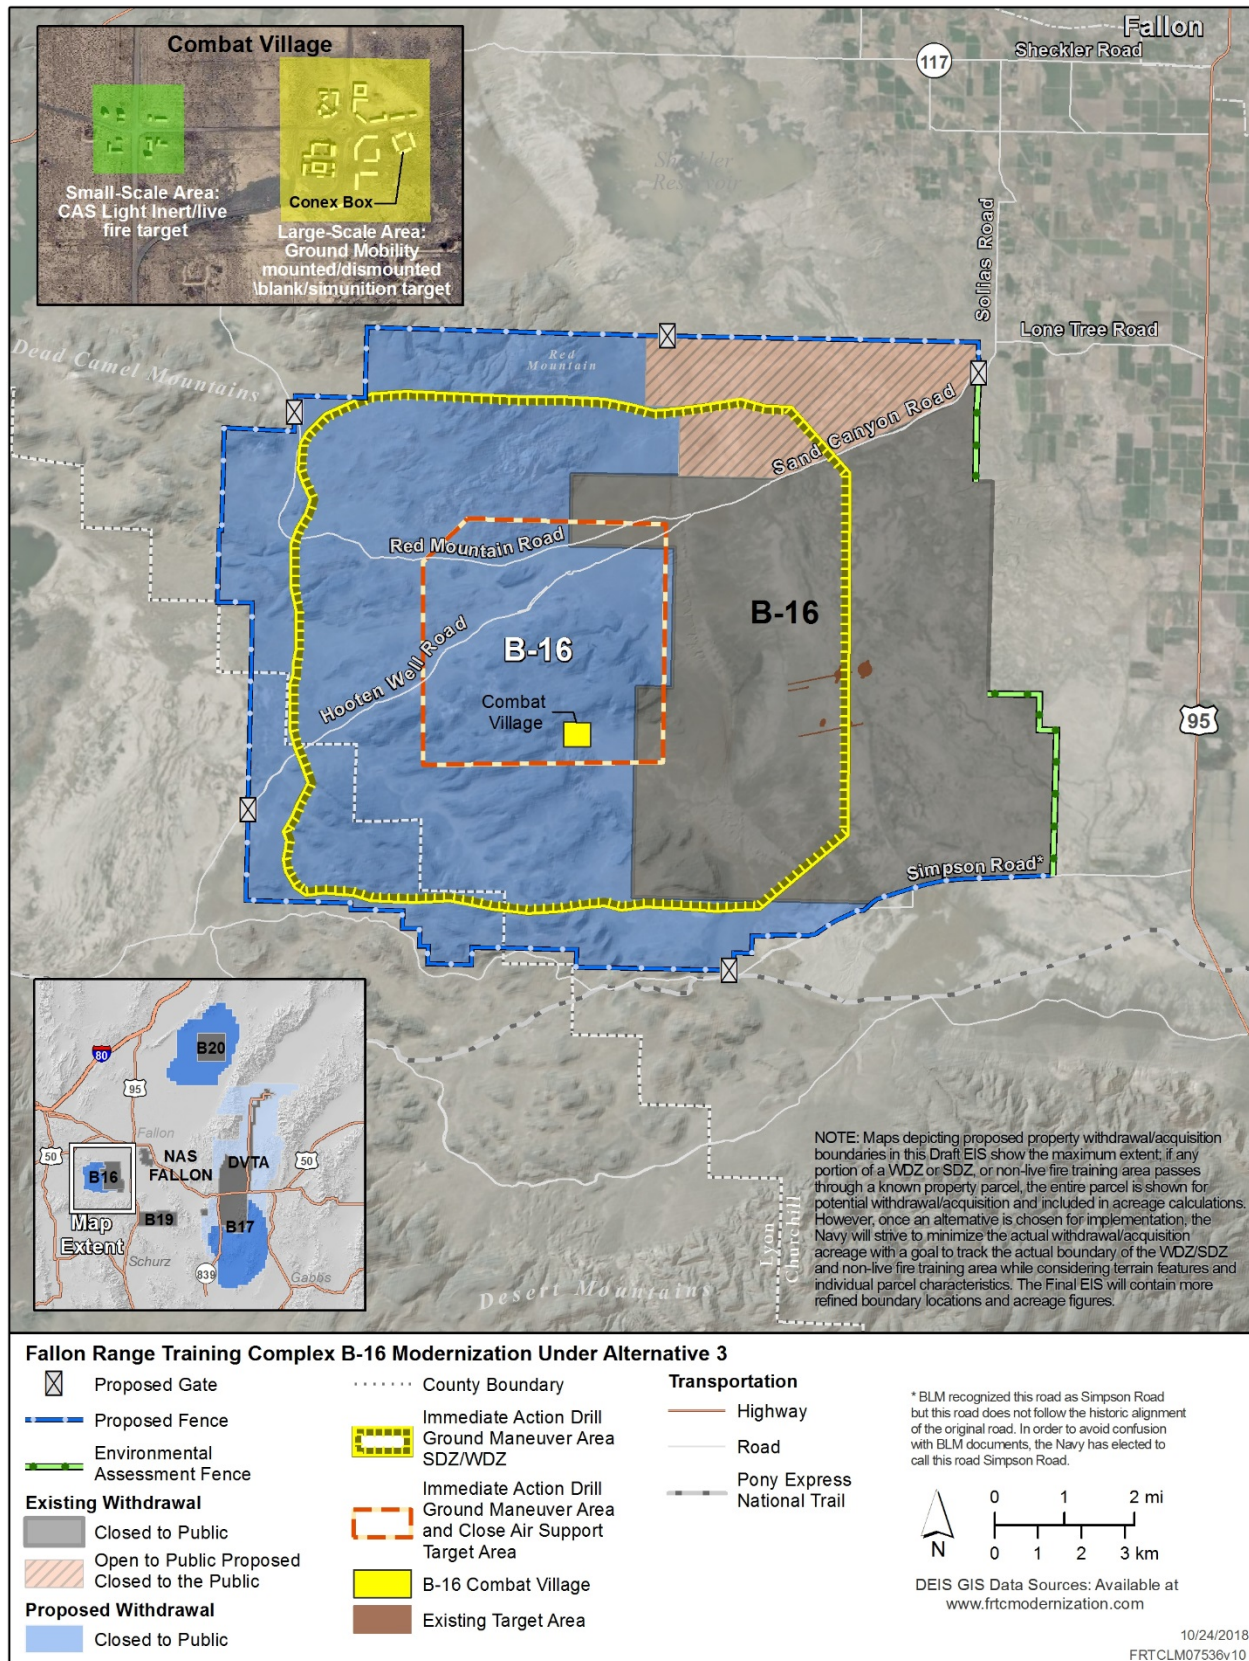 Combat Village
Small-Scale Area:
CAS Light Inert/live
fire target
Conex Box
Large-Scale Area:
Ground Mobility
mounted/dismounted
\blank/simunition target
Fallon
Sheckler Road
117
Sheckler
Reservoir
Solias Road
Lone Tree Road
Dead Camel Mountains
Red
Mountain
Sand Canyon Road
Red Mountain Road
B-16
B-16
Hooten Well Road
Combat
Village
95
Simpson Road*
B20
80
95
Fallon
50
NAS
FALLON
DVTA
50
B16
Map
Extent
B19
B17
Schurz
839
Gabbs
Lyon
Churchill
Desert Mountains
NOTE: Maps depicting proposed property withdrawal/acquisition
boundaries in this Draft EIS show the maximum extent; if any
portion of a WDZ or SDZ, or non-live fire training area passes
through a known property parcel, the entire parcel is shown for
potential withdrawal/acquisition and included in acreage calculations.
However, once an alternative is chosen for implementation, the
Navy will strive to minimize the actual withdrawal/acquisition
acreage with a goal to track the actual boundary of the WDZ/SDZ
and non-live fire training area while considering terrain features and
individual parcel characteristics. The Final EIS will contain more
refined boundary locations and acreage figures.
Fallon Range Training Complex B-16 Modernization Under Alternative 3
Proposed Gate
Proposed Fence
Environmental
Assessment Fence
Existing Withdrawal
Closed to Public
Open to Public Proposed
Closed to the Public
Proposed Withdrawal
Closed to Public
County Boundary
Immediate Action Drill
Ground Maneuver Area
SDZ/WDZ
Immediate Action Drill
Ground Maneuver Area
and Close Air Support
Target Area
B-16 Combat Village
Existing Target Area
Transportation
Highway
Road
Pony Express
National Trail
* BLM recognized this road as Simpson Road
but this road does not follow the historic alignment
of the original road. In order to avoid confusion
with BLM documents, the Navy has elected to
call this road Simpson Road.
N
0 1 2 mi
0 1 2 3 km
DEIS GIS Data Sources: Available at
www.frtcmodernization.com
10/24/2018
FRTCLM07536v10